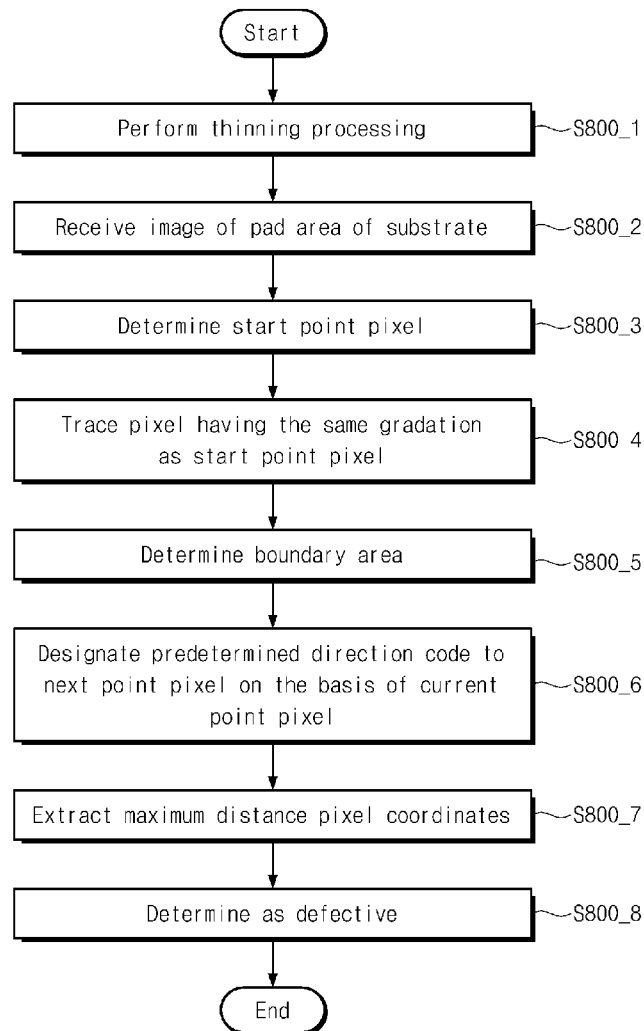 Start
Perform thinning processing
S800_1
Receive image of pad area of substrate
S800_2
Determine start point pixel
S800_3
Trace pixel having the same gradation
as start point pixel
S800 4
Determine boundary area
S800_5
Designate predetermined direction code to
next point pixel on the basis of current
point pixel
S800_6
Extract maximum distance pixel coordinates
S800_7
Determine as defective
S800_8
End